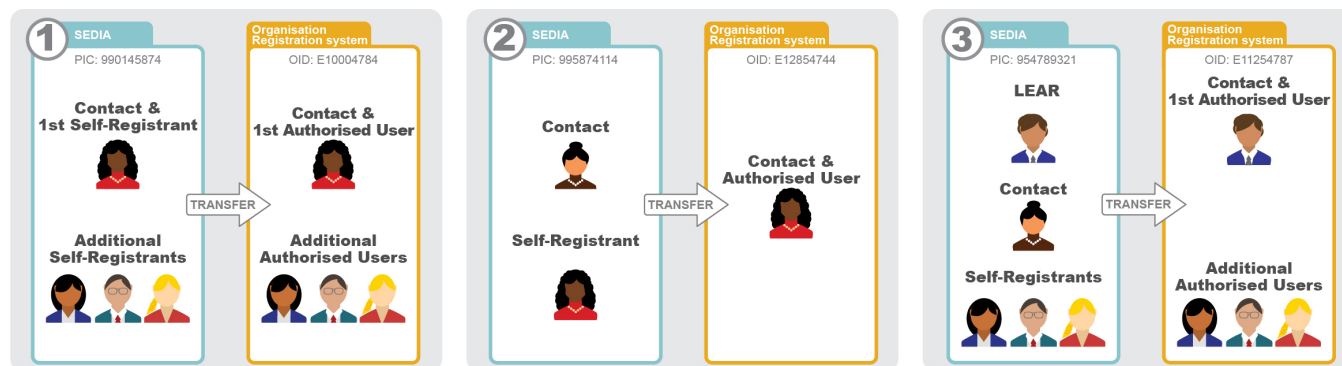 1
SEDIA
PIC: 990145874
Contact &
1st Self-Registrant
Additional
Self-Registrants
TRANSFER
Organisation
Registration system
OID: E10004784
Contact &
1st Authorised User
Additional
Authorised Users
2
SEDIA
PIC: 995874114
Contact
Self-Registrant
TRANSFER
Organisation
Registration system
OID: E12854744
Contact &
Authorised User
3
SEDIA
PIC: 954789321
LEAR
Contact
Self-Registrants
TRANSFER
Organisation
Registration system
OID: E11254787
Contact &
1st Authorised User
Additional
Authorised Users